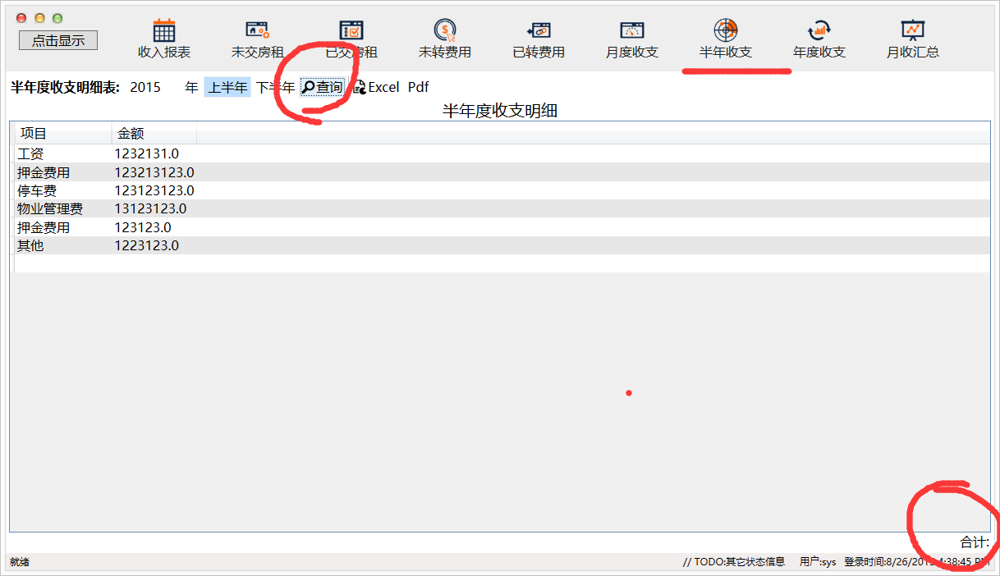 点击显示
收入报表 未交房租 已交房租 未转费用 已转费用 月度收支 半年收支 年度收支 月收汇总
半年度收支明细表: 2015 年 上半年 下半年 查询 Excel Pdf
半年度收支明细
项目 金额
工资 1232131.0
押金费用 123213123.0
停车费 123123123.0
物业管理费 13123123.0
押金费用 123123.0
其他 1223123.0
合计:
就绪 // TODO:其它状态信息 用户:sys 登录时间:8/26/2015 4:38:45 PM